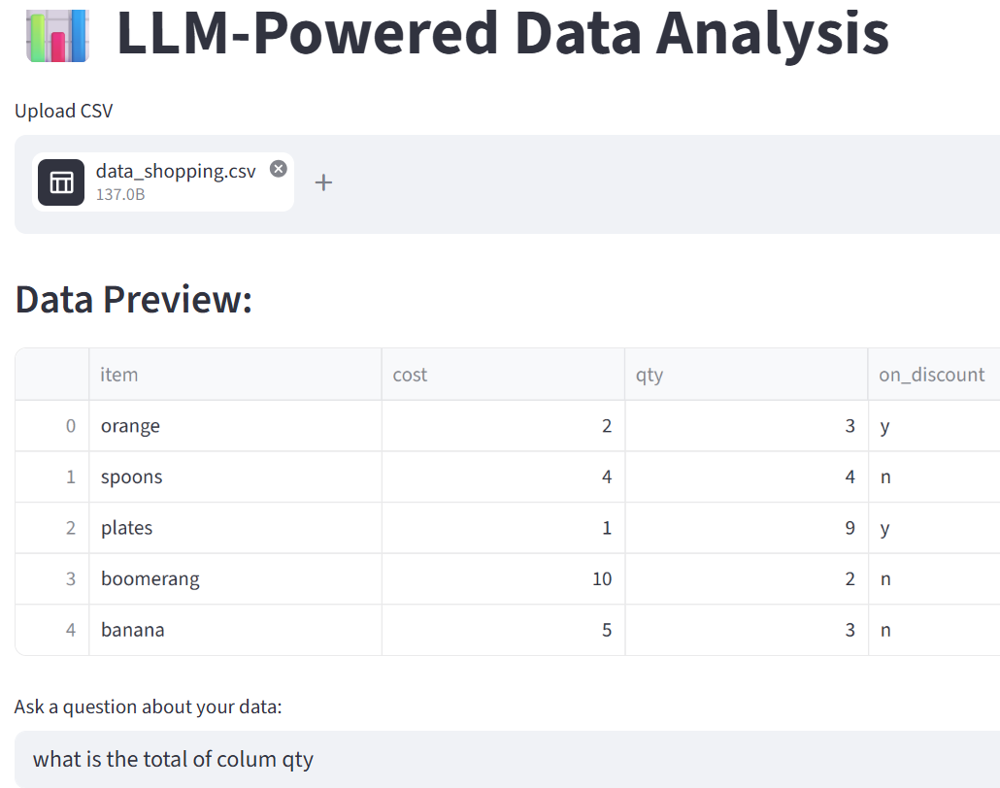 LLM-Powered Data Analysis
Upload CSV
data_shopping.csv
137.0B
Data Preview:
item cost qty on_discount
0 orange 2 3 y
1 spoons 4 4 n
2 plates 1 9 y
3 boomerang 10 2 n
4 banana 5 3 n
Ask a question about your data:
what is the total of colum qty